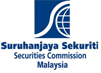 Suruhanjaya Sekuriti
Securities Commission
Malaysia